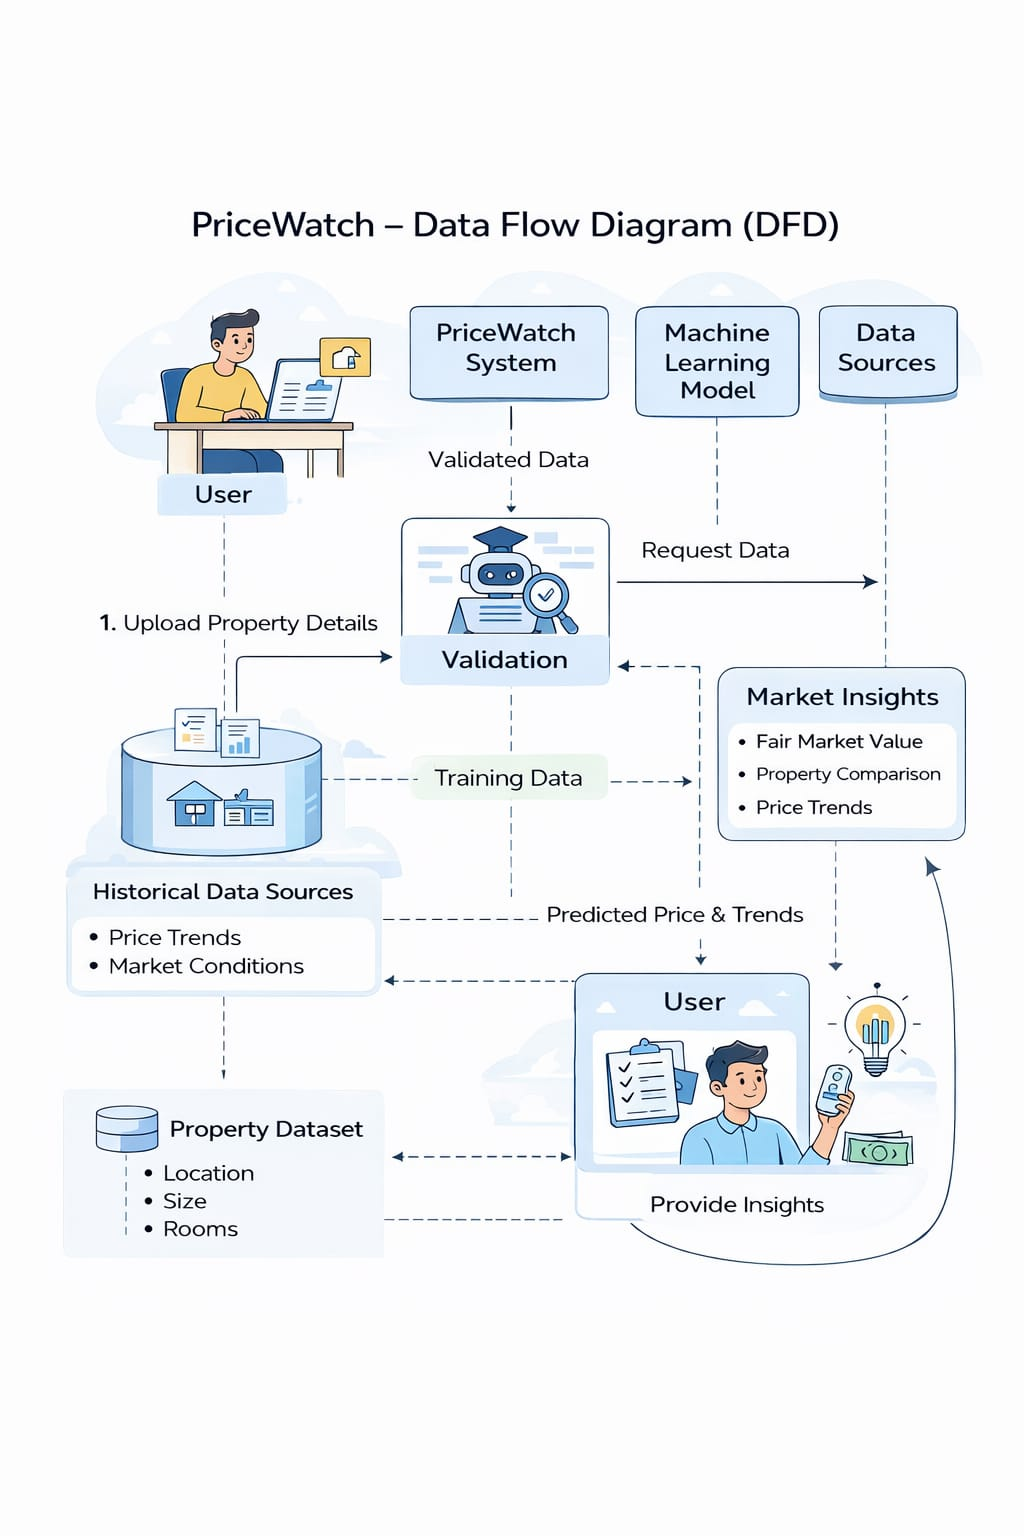 PriceWatch – Data Flow Diagram (DFD)
PriceWatch
System
Machine
Learning
Model
Data
Sources
User
Validated Data
Request Data
1. Upload Property Details
Validation
Market Insights
• Fair Market Value
• Property Comparison
• Price Trends
Training Data
Historical Data Sources
• Price Trends
• Market Conditions
Predicted Price & Trends
User
Property Dataset
• Location
• Size
• Rooms
Provide Insights